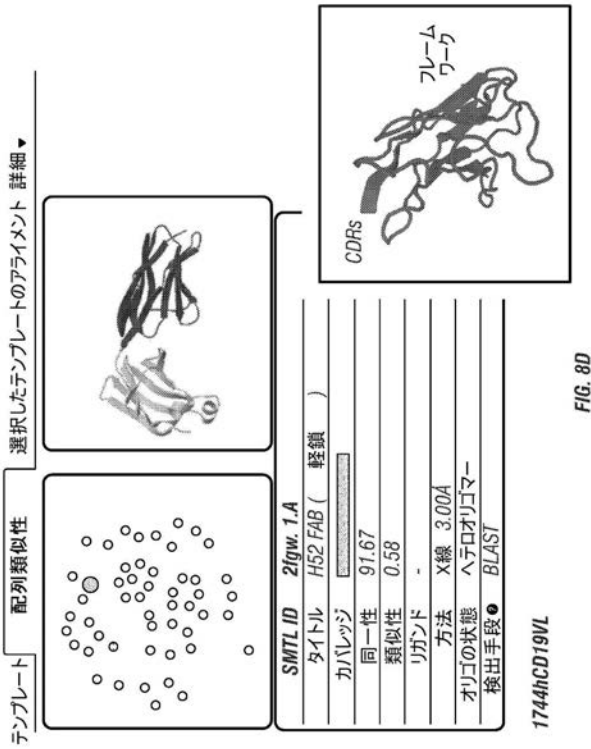 テンプレート 配列類似性 選択したテンプレートのアライメント 詳細▼
SMTL ID 2fgw. 1.A
タイトル H52 FAB ( 軽鎖 )
カバレッジ
同一性 91.67
類似性 0.58
リガンド -
方法 X線 3.00A
オリゴの状態 ヘテロオリゴマー
検出手段 BLAST
CDRs
フレーム
ワーク
1744hCD19VL
FIG. 8D